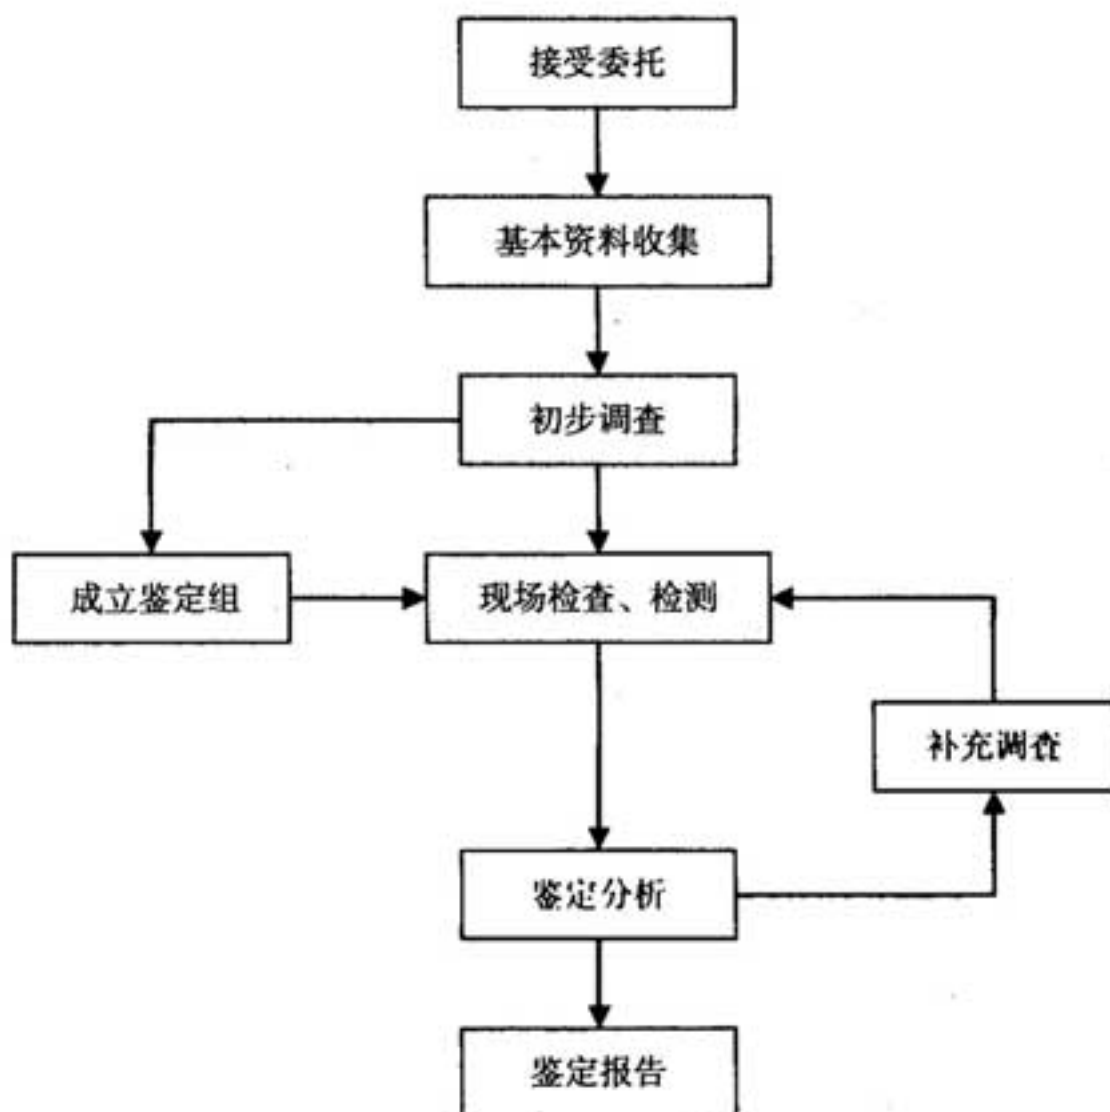 接受委托
基本资料收集
初步调查
成立鉴定组
现场检查、检测
补充调查
鉴定分析
鉴定报告